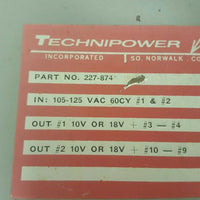 TECHNIPOWER
INCORPORATED SO. NORWALK. CO
PART NO. 227-874
IN: 105-125 VAC 60CY #1 & #2
OUT #1 10V OR 18V + #3 — #4
OUT #2 10V OR 18V + #10 — #9